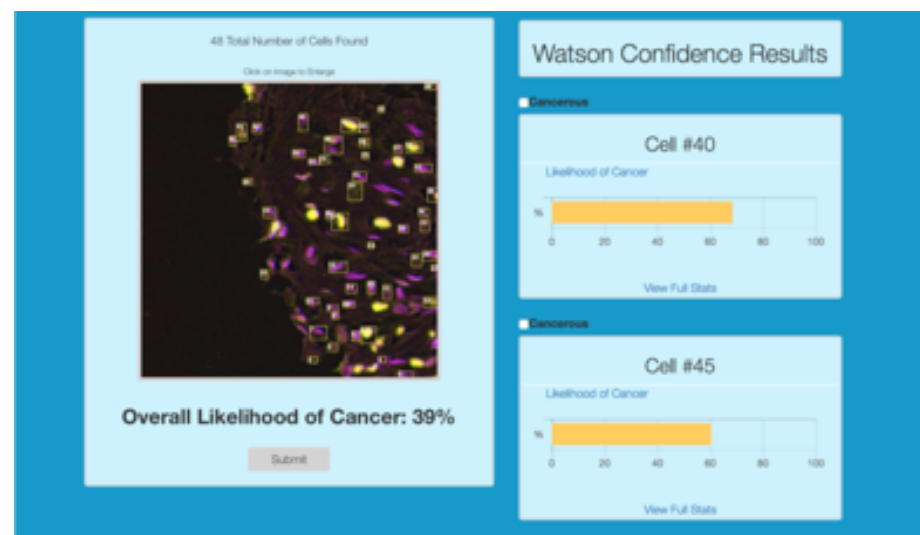 48 Total Number of Cells Found
Click on Image to Enlarge
Overall Likelihood of Cancer: 39%
Submit
Watson Confidence Results
Cancerous
Cell #40
Likelihood of Cancer
%
0 20 40 60 80 100
View Full Stats
Cancerous
Cell #45
Likelihood of Cancer
%
0 20 40 60 80 100
View Full Stats